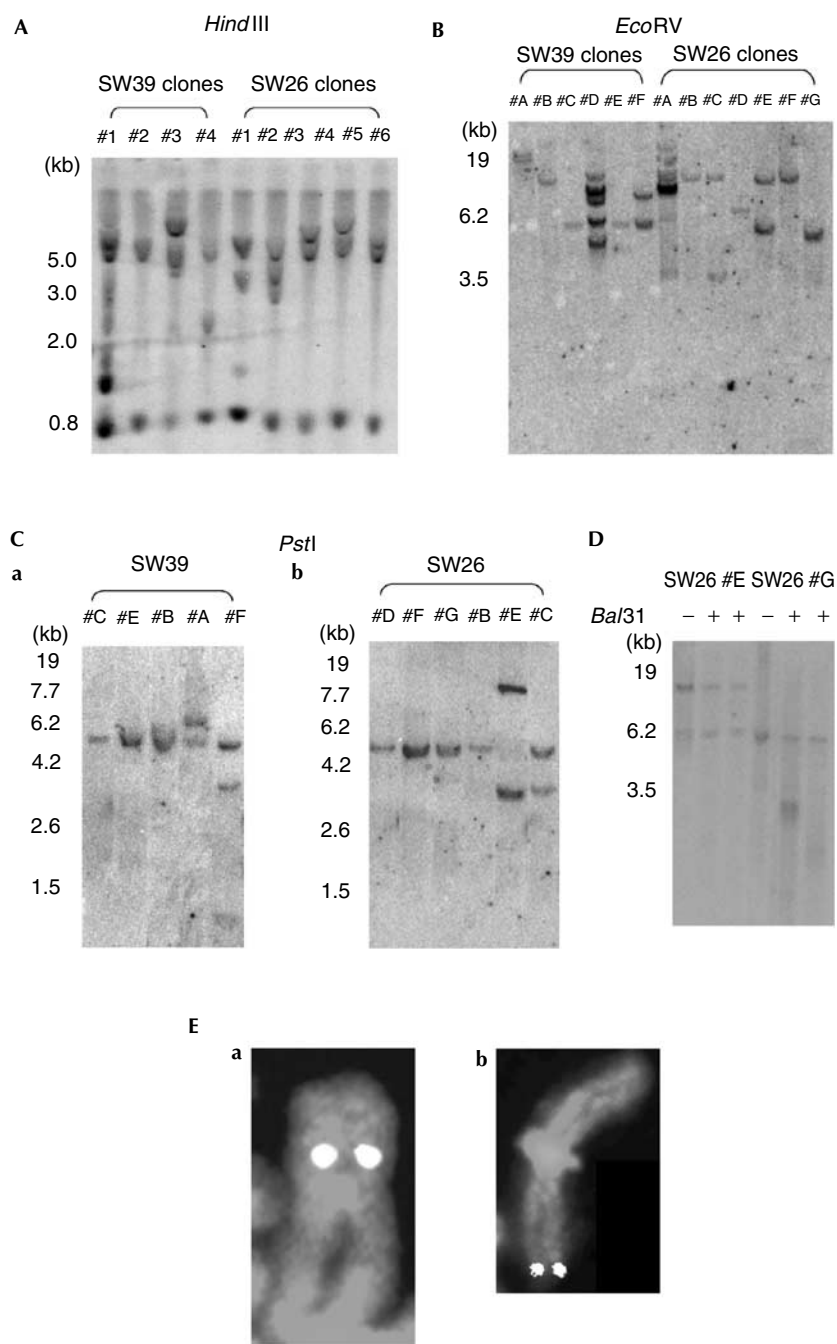 A
Hind III
SW39 clones SW26 clones
#1 #2 #3 #4 #1 #2 #3 #4 #5 #6
(kb)
5.0
3.0
2.0
0.8
B
EcoRV
SW39 clones SW26 clones
#A #B #C #D #E #F #A #B #C #D #E #F #G
(kb)
19
6.2
3.5
C
PstI
a
SW39
#C #E #B #A #F
(kb)
19
7.7
6.2
4.2
2.6
1.5
b
SW26
#D #F #G #B #E #C
(kb)
19
7.7
6.2
4.2
2.6
1.5
D
SW26 #E SW26 #G
Bal31 – + + – + +
(kb)
19
6.2
3.5
E
a
b